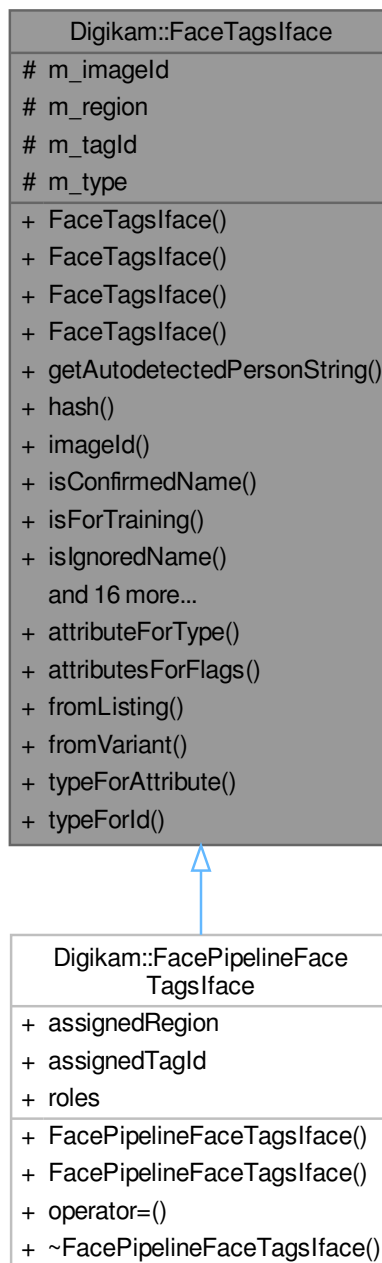 Digikam::FaceTagsIface
# m_imageId
# m_region
# m_tagId
# m_type
+ FaceTagsIface()
+ FaceTagsIface()
+ FaceTagsIface()
+ FaceTagsIface()
+ getAutodetectedPersonString()
+ hash()
+ imageId()
+ isConfirmedName()
+ isForTraining()
+ isIgnoredName()
and 16 more...
+ attributeForType()
+ attributesForFlags()
+ fromListing()
+ fromVariant()
+ typeForAttribute()
+ typeForId()
Digikam::FacePipelineFace
TagsIface
+ assignedRegion
+ assignedTagId
+ roles
+ FacePipelineFaceTagsIface()
+ FacePipelineFaceTagsIface()
+ operator=()
+ ~FacePipelineFaceTagsIface()